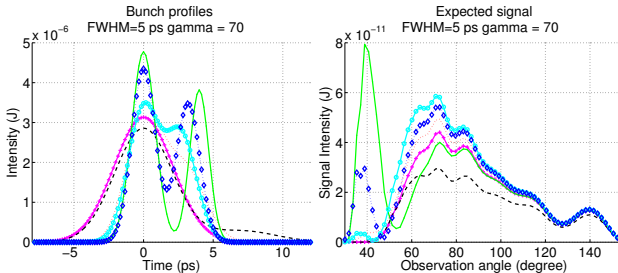 Bunch profiles
FWHM=5 ps gamma = 70
x 10^-6
5
4
3
2
1
0
−5
0
5
10
Time (ps)
Intensity (J)
Expected signal
FWHM=5 ps gamma = 70
x 10^-11
8
6
4
2
0
40
60
80
100
120
140
Observation angle (degree)
Signal Intensity (J)